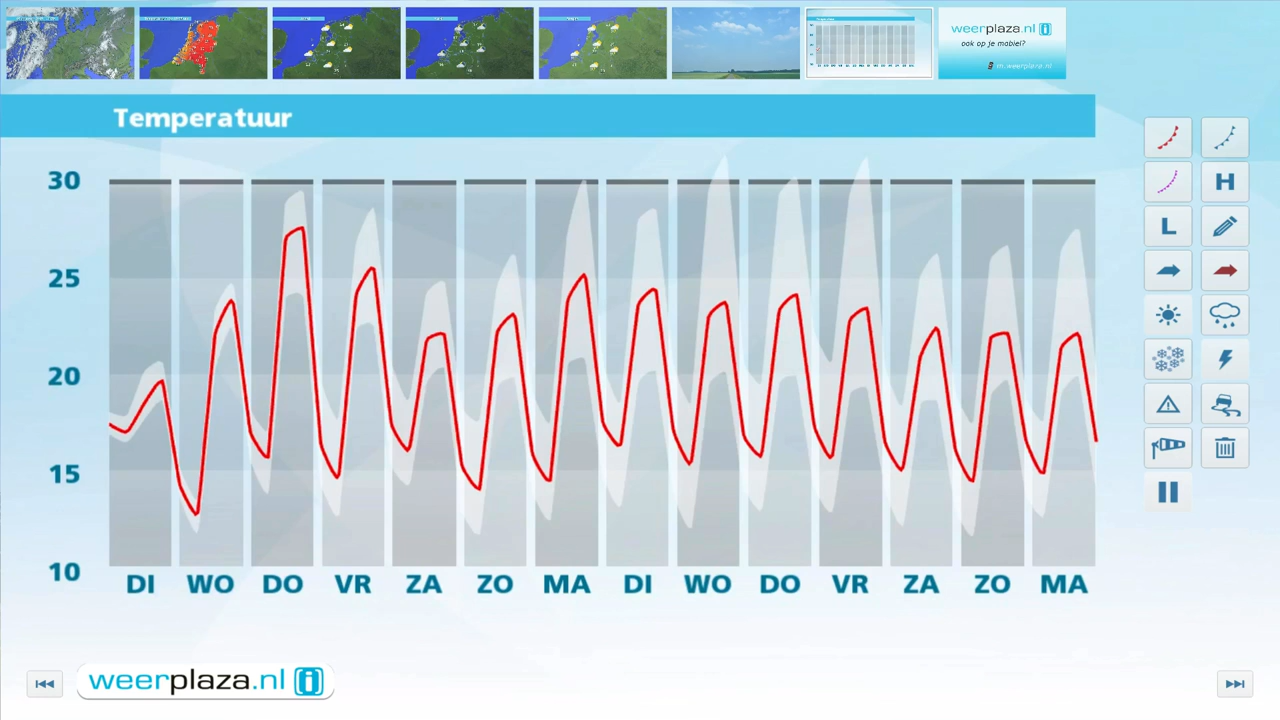 weerplaza.nl i
ook op je mobiel?
m.weerplaza.nl
Temperatuur
30
25
20
15
10
H
L
DI WO DO VR ZA ZO MA DI WO DO VR ZA ZO MA
weerplaza.nl i